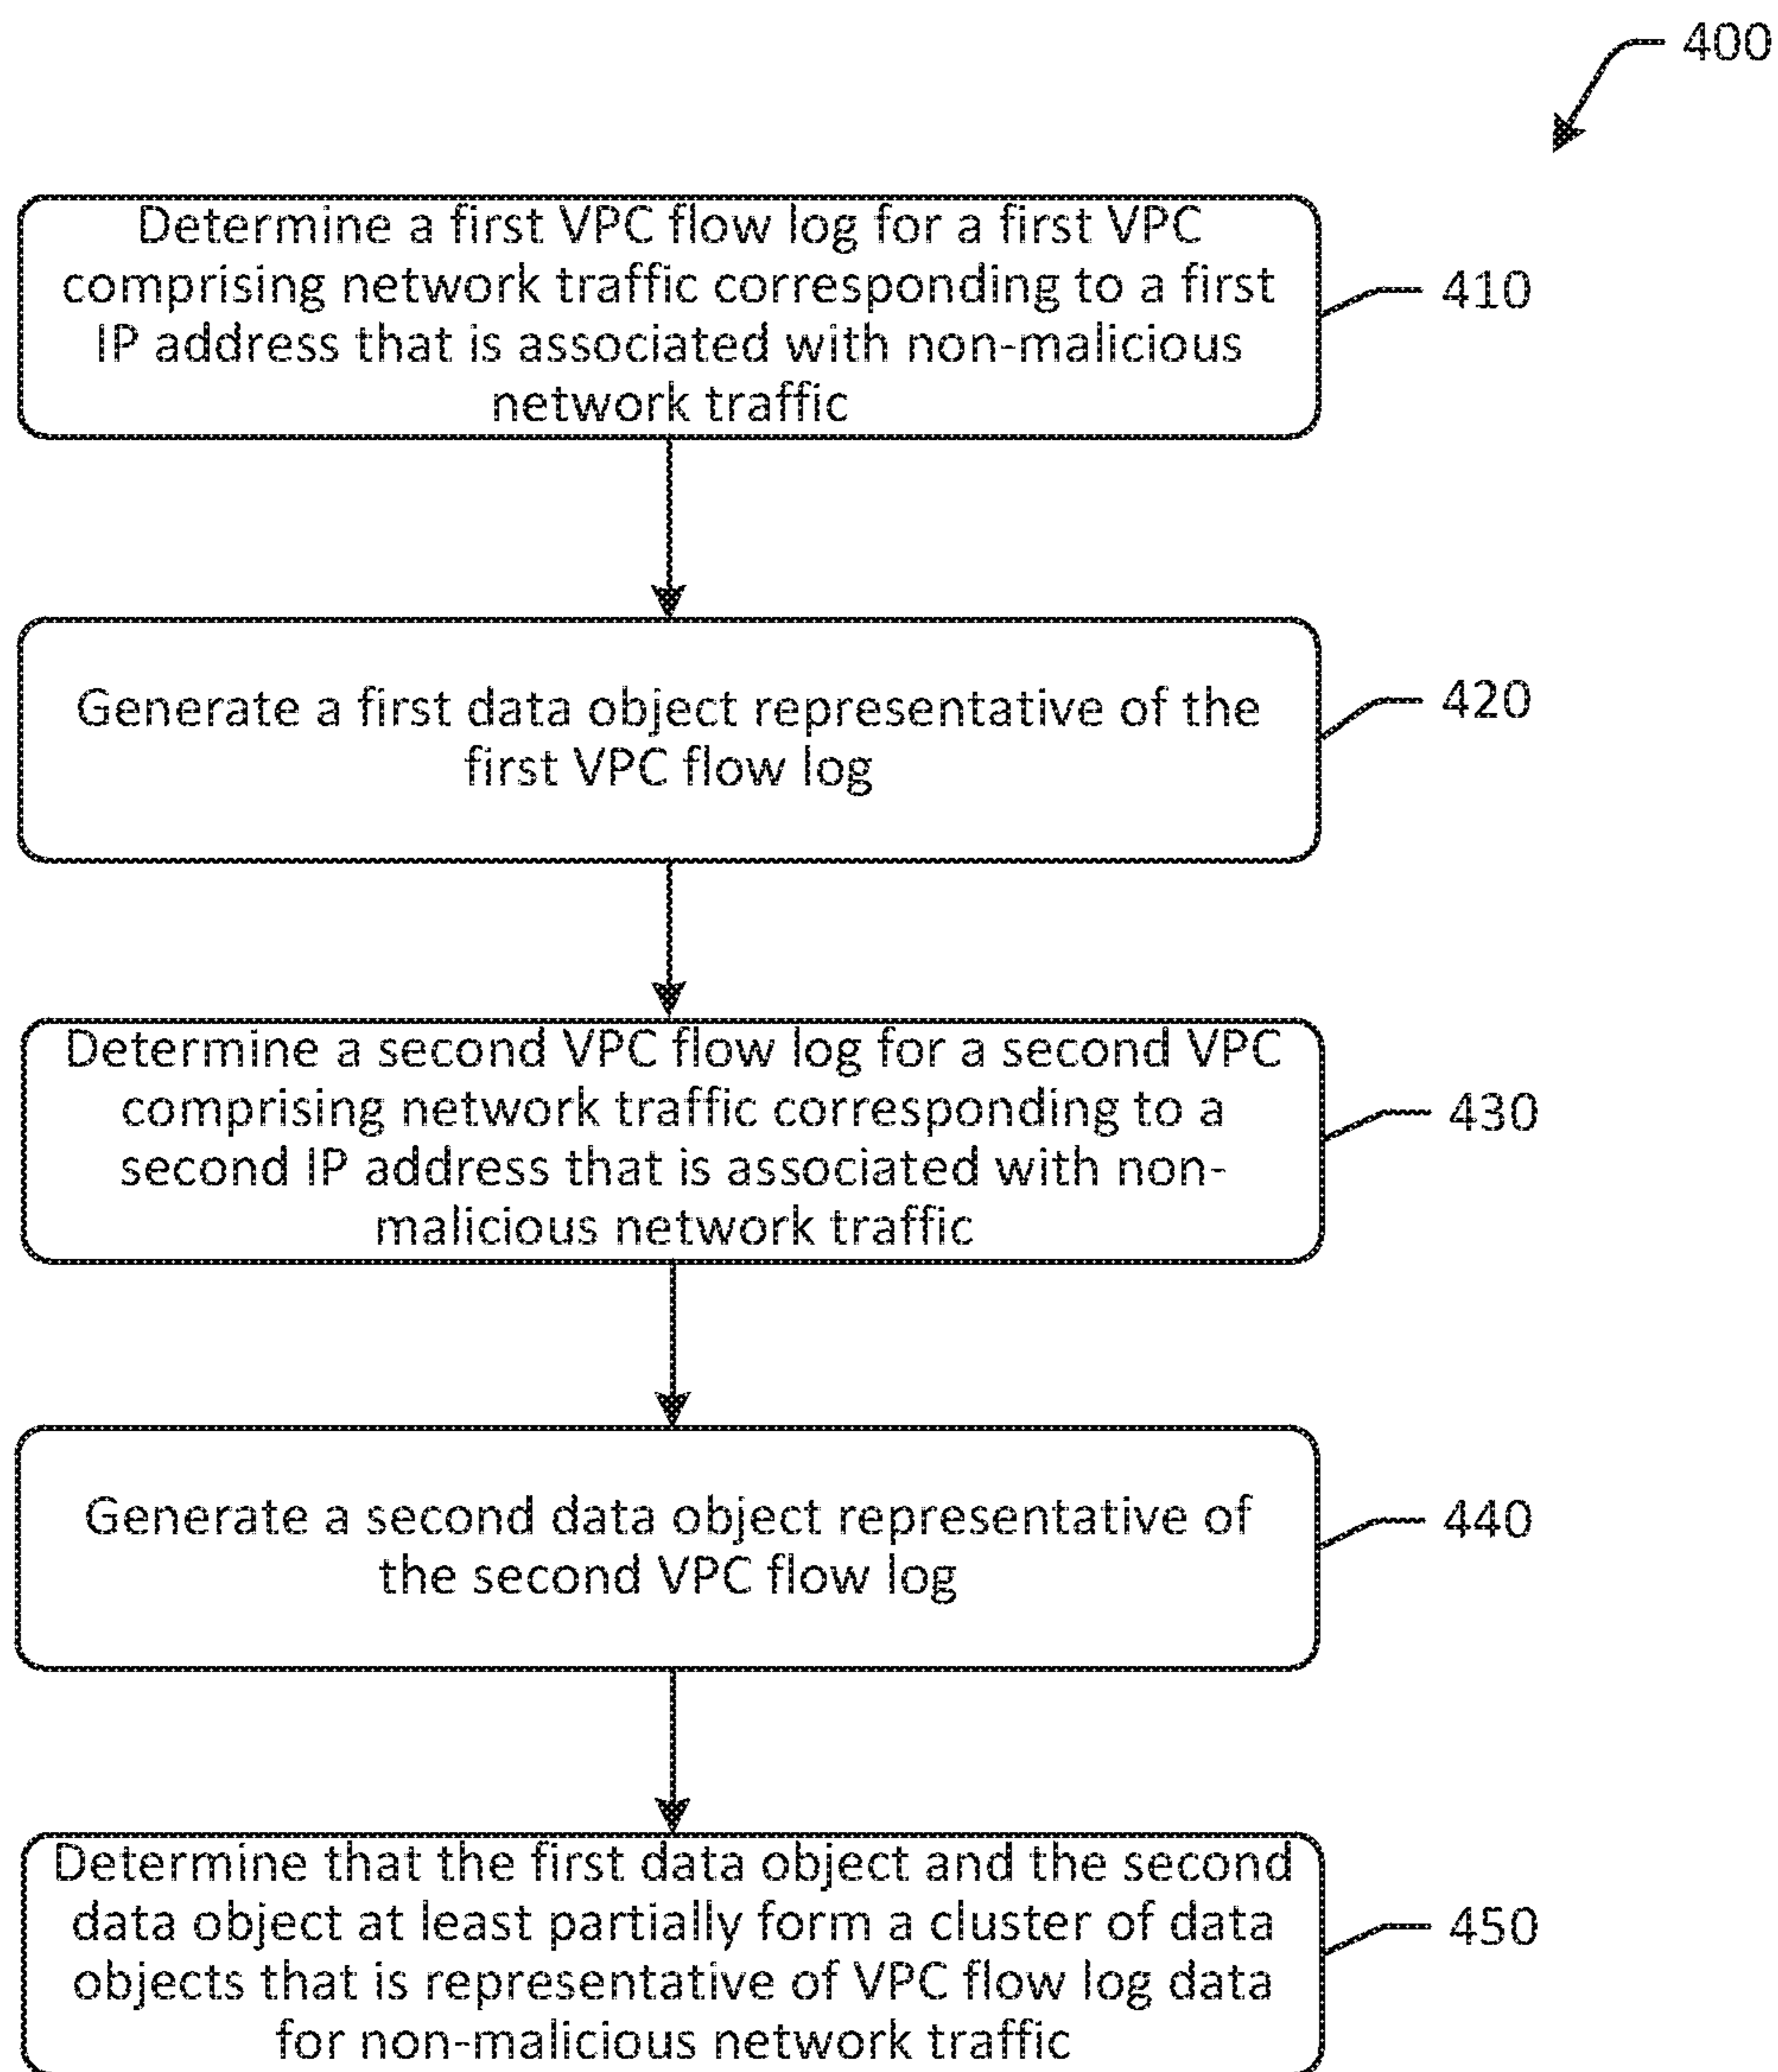 400
Determine a first VPC flow log for a first VPC
comprising network traffic corresponding to a first
IP address that is associated with non-malicious
network traffic
410
Generate a first data object representative of the
first VPC flow log
420
Determine a second VPC flow log for a second VPC
comprising network traffic corresponding to a
second IP address that is associated with non-
malicious network traffic
430
Generate a second data object representative of
the second VPC flow log
440
Determine that the first data object and the second
data object at least partially form a cluster of data
objects that is representative of VPC flow log data
for non-malicious network traffic
450